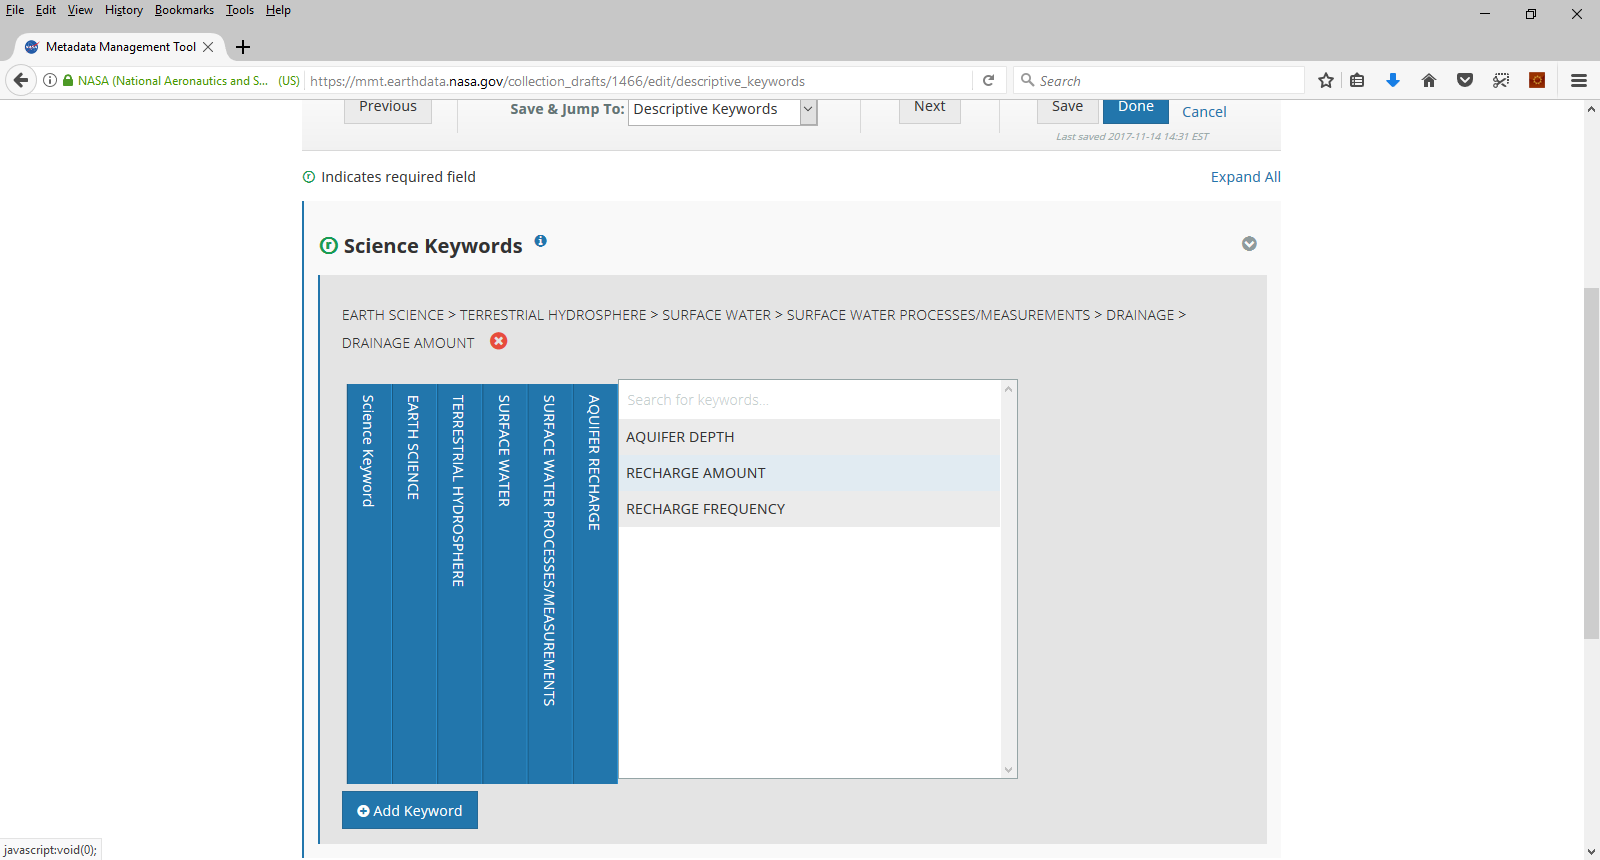 File Edit View History Bookmarks Tools Help
Metadata Management Tool
NASA (National Aeronautics and S... (US) https://mmt.earthdata.nasa.gov/collection_drafts/1466/edit/descriptive_keywords Search
Previous Save & Jump To: Descriptive Keywords Next Save Done Cancel
Last saved 2017-11-14 14:31 EST
r Indicates required field Expand All
r Science Keywords i
EARTH SCIENCE > TERRESTRIAL HYDROSPHERE > SURFACE WATER > SURFACE WATER PROCESSES/MEASUREMENTS > DRAINAGE >
DRAINAGE AMOUNT
Science Keyword
EARTH SCIENCE
TERRESTRIAL HYDROSPHERE
SURFACE WATER
SURFACE WATER PROCESSES/MEASUREMENTS
AQUIFER RECHARGE
Search for keywords...
AQUIFER DEPTH
RECHARGE AMOUNT
RECHARGE FREQUENCY
Add Keyword
javascript:void(0);